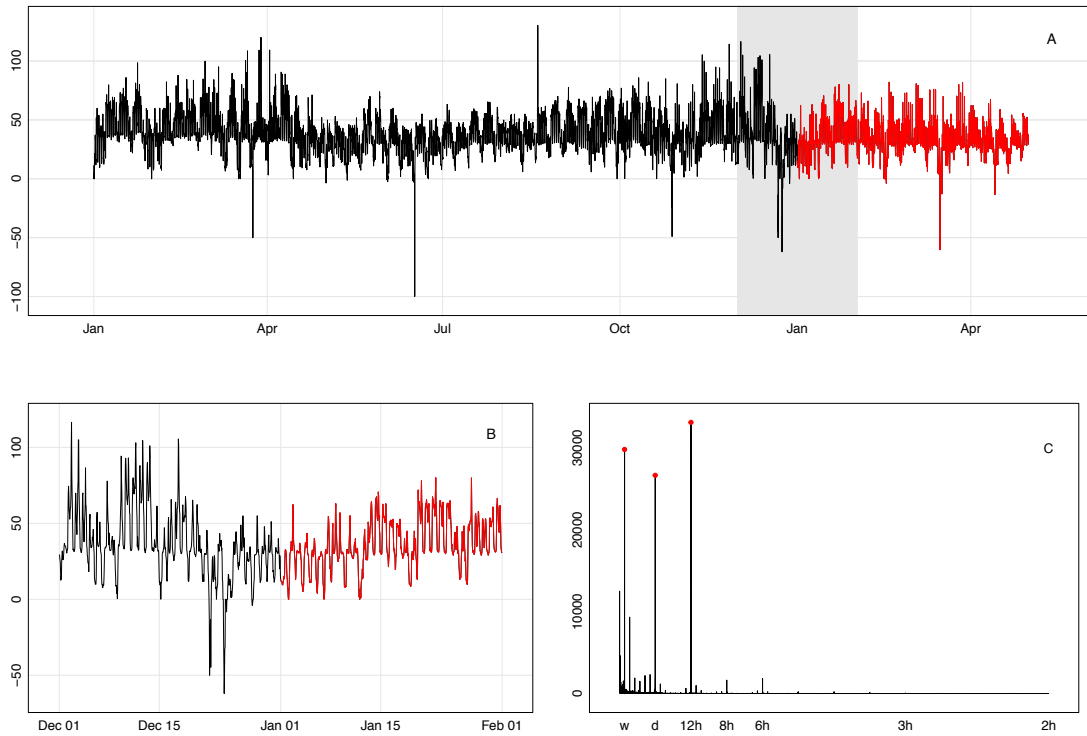 A
100
50
0
−50
−100
Jan Apr Jul Oct Jan Apr
B
100
50
0
−50
Dec 01 Dec 15 Jan 01 Jan 15 Feb 01
C
30000
20000
10000
0
w d 12h 8h 6h 3h 2h